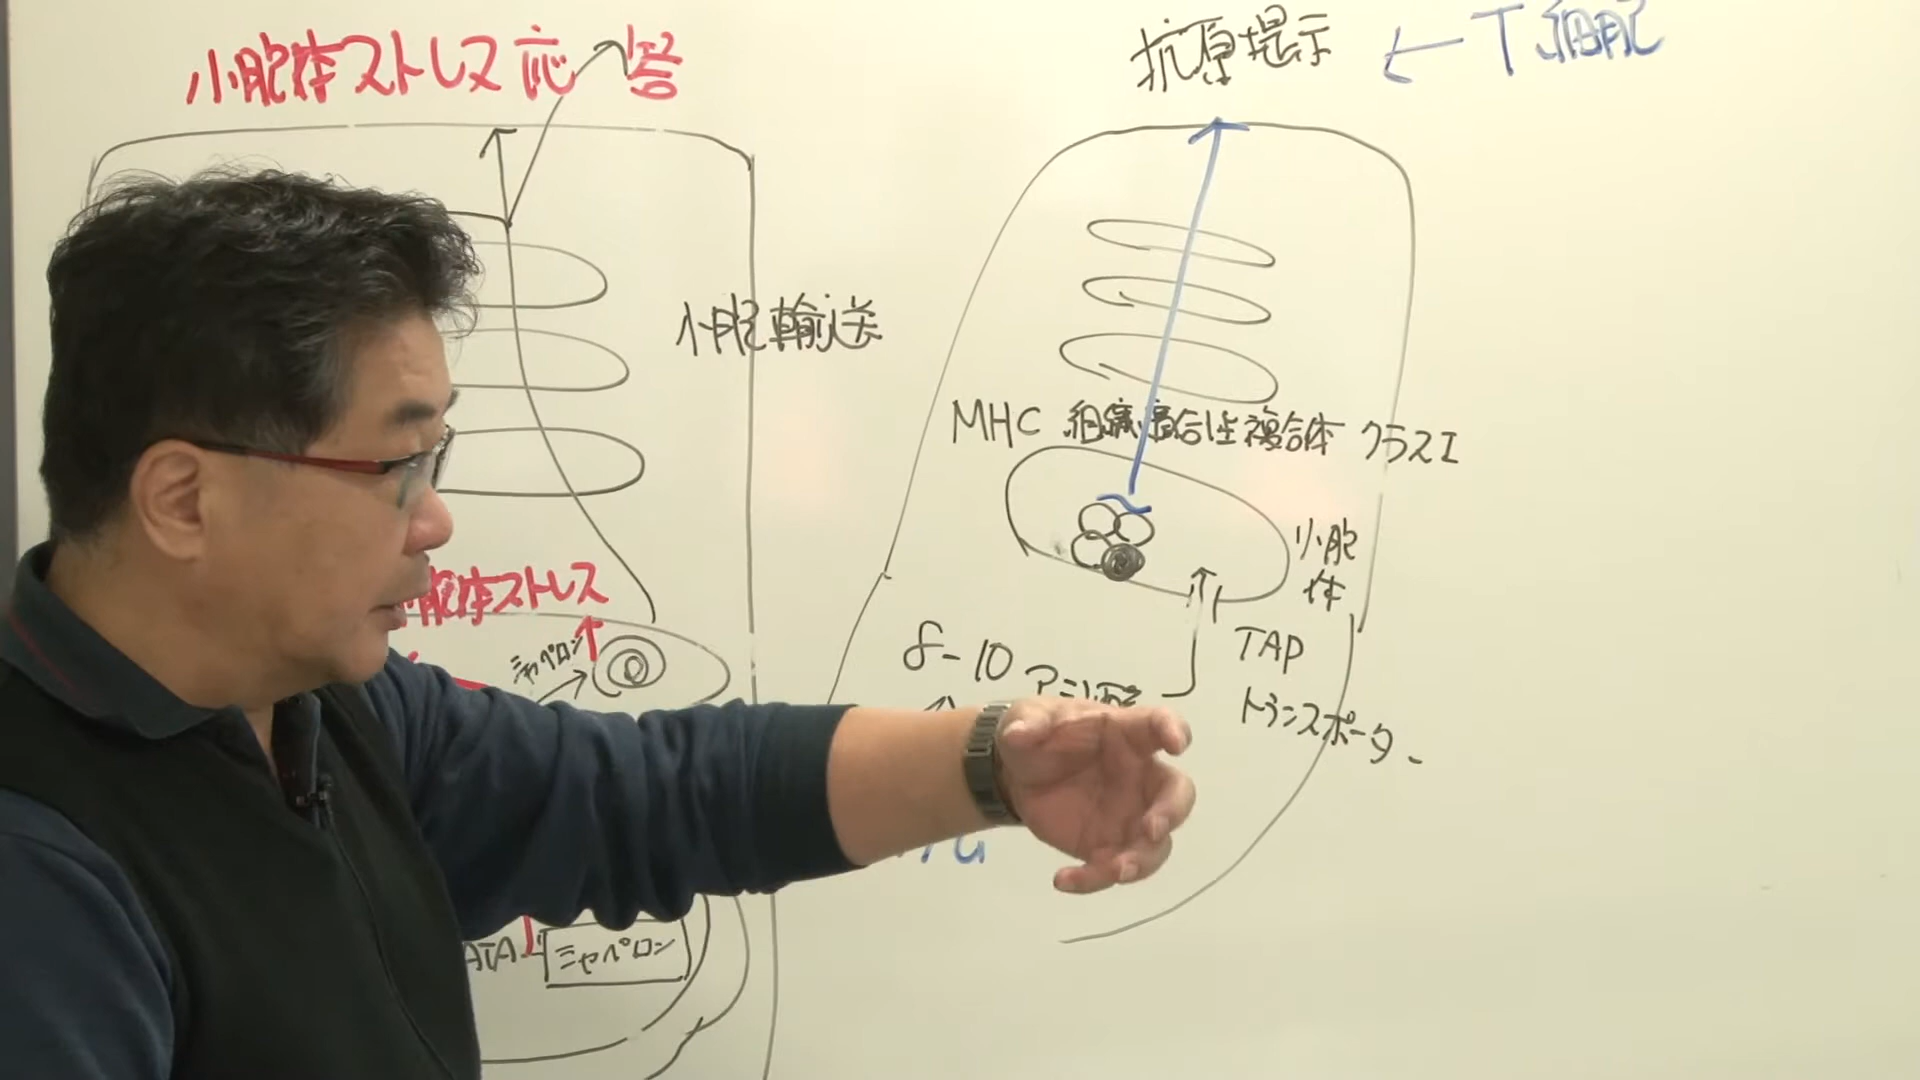 小胞体ストレス応答
抗原提示 ← T細胞
小胞輸送
MHC 組織適合性複合体 クラスI
小胞体
小胞体ストレス
シャペロン
8-10 アミノ酸
TAP
トランスポーター
シャペロン